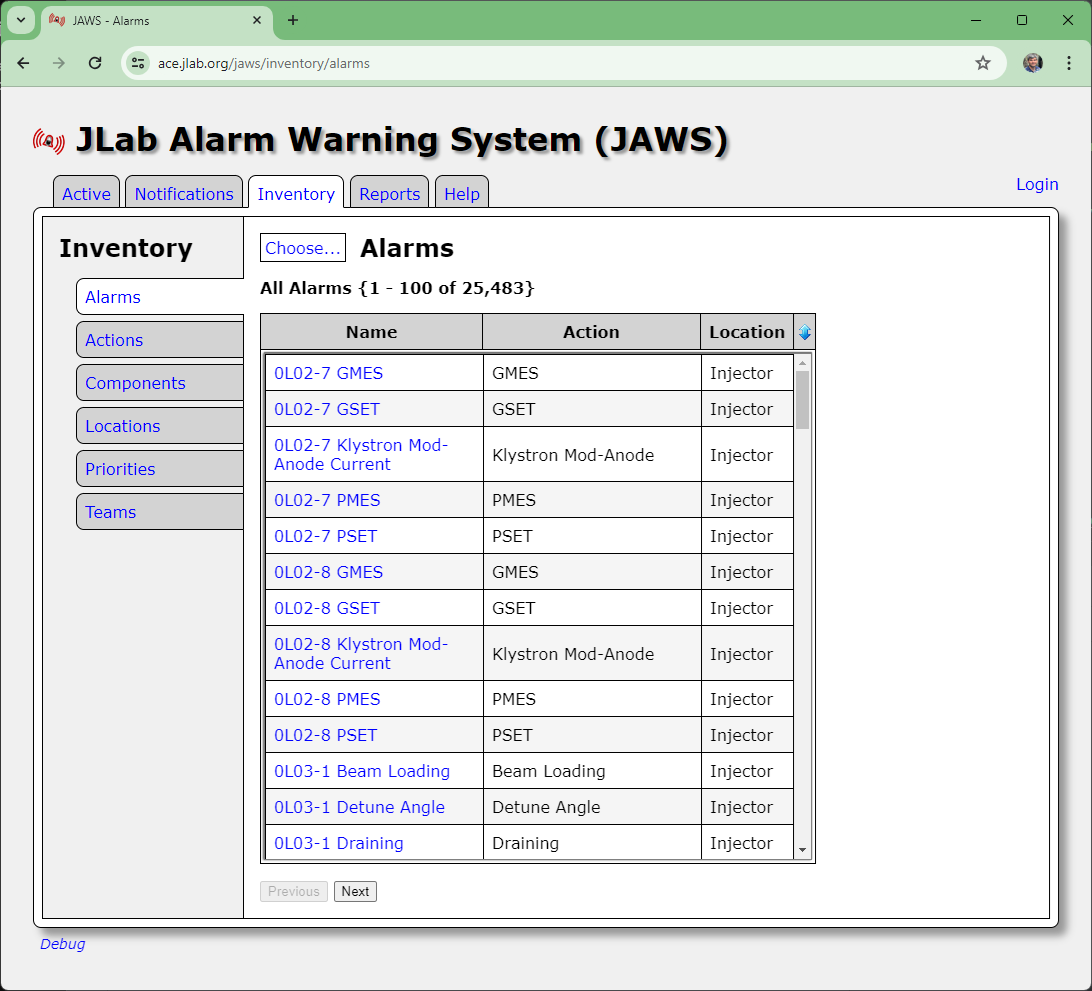 JAWS - Alarms
ace.jlab.org/jaws/inventory/alarms
JLab Alarm Warning System (JAWS)
Login
Active Notifications Inventory Reports Help
Inventory
Alarms
Actions
Components
Locations
Priorities
Teams
Choose... Alarms
All Alarms {1 - 100 of 25,483}
Name Action Location
0L02-7 GMES GMES Injector
0L02-7 GSET GSET Injector
0L02-7 Klystron Mod-
Anode Current Klystron Mod-Anode Injector
0L02-7 PMES PMES Injector
0L02-7 PSET PSET Injector
0L02-8 GMES GMES Injector
0L02-8 GSET GSET Injector
0L02-8 Klystron Mod-
Anode Current Klystron Mod-Anode Injector
0L02-8 PMES PMES Injector
0L02-8 PSET PSET Injector
0L03-1 Beam Loading Beam Loading Injector
0L03-1 Detune Angle Detune Angle Injector
0L03-1 Draining Draining Injector
Previous Next
Debug